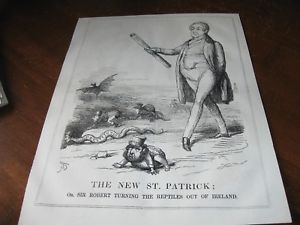 THE NEW ST. PATRICK;
OR, SIR ROBERT TURNING THE REPTILES OUT OF IRELAND.